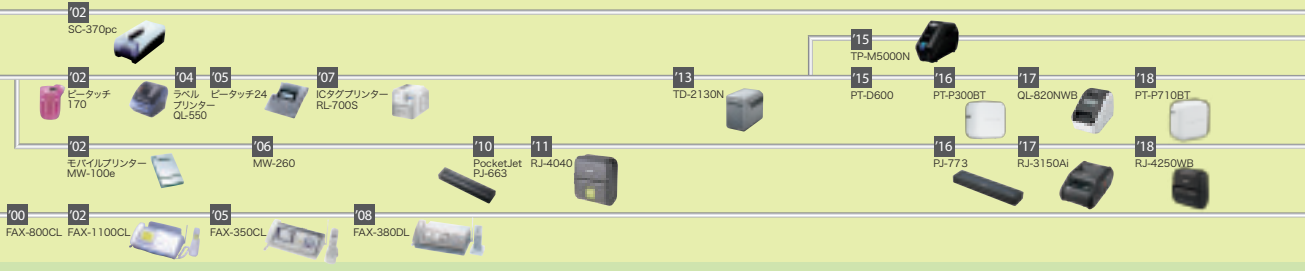 '02
SC-370pc
'15
TP-M5000N
'02
ピータッチ
170
'04
ラベル
プリンター
QL-550
'05
ピータッチ24
'07
ICタグプリンター
RL-700S
'13
TD-2130N
'15
PT-D600
'16
PT-P300BT
'17
QL-820NWB
'18
PT-P710BT
'02
モバイルプリンター
MW-100e
'06
MW-260
'10
PocketJet
PJ-663
'11
RJ-4040
'16
PJ-773
'17
RJ-3150Ai
'18
RJ-4250WB
'00
FAX-800CL
'02
FAX-1100CL
'05
FAX-350CL
'08
FAX-380DL